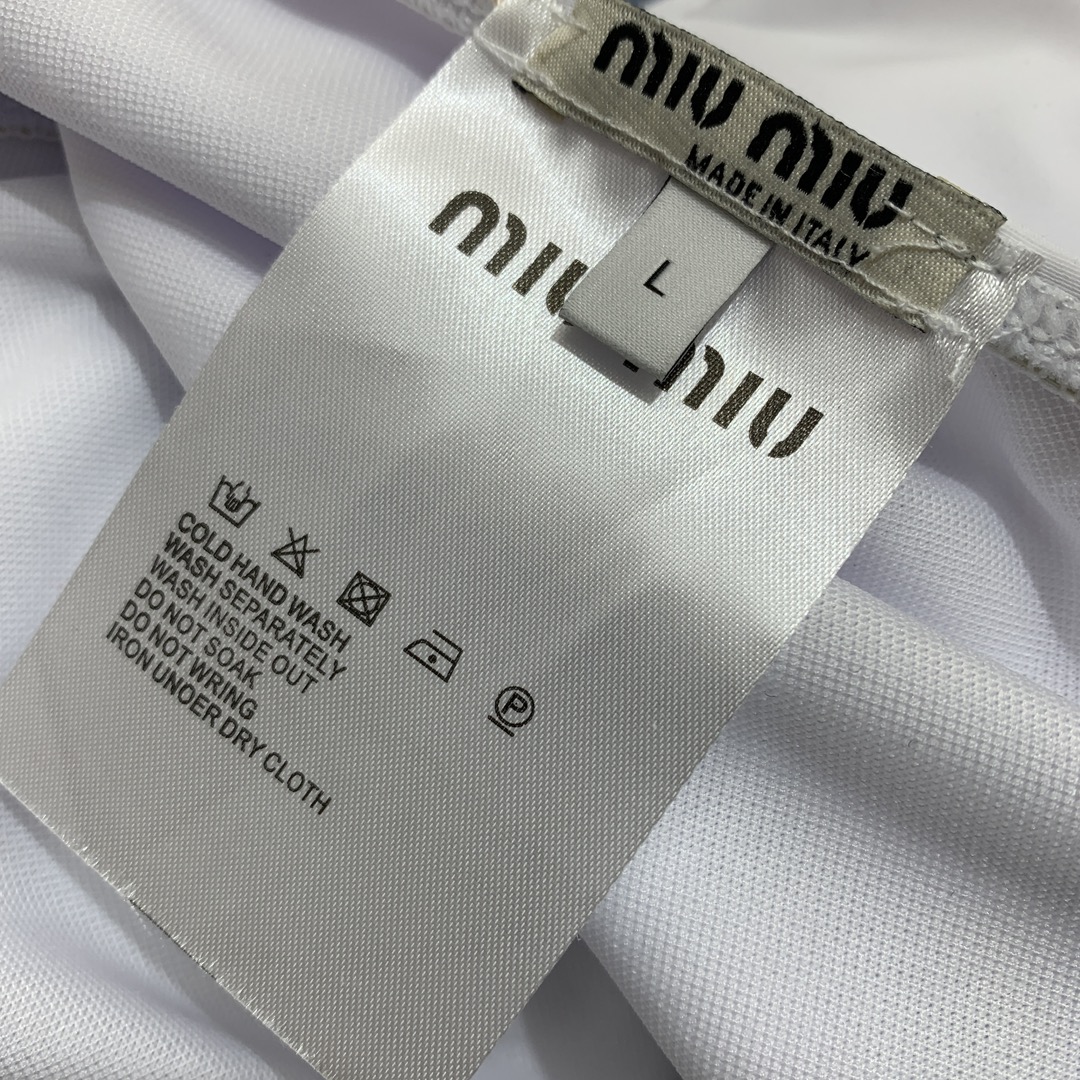 MIU MIU
MADE IN ITALY
L
MIU MIU
P
COLD HAND WASH
WASH SEPARATELY
WASH INSIDE OUT
DO NOT SOAK
DO NOT WRING
IRON UNDER DRY CLOTH